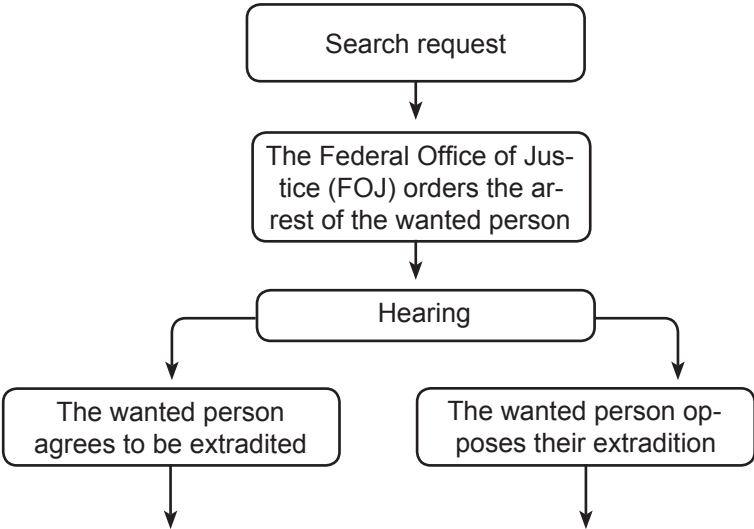 Search request
The Federal Office of Jus-
tice (FOJ) orders the ar-
rest of the wanted person
Hearing
The wanted person
agrees to be extradited
The wanted person op-
poses their extradition